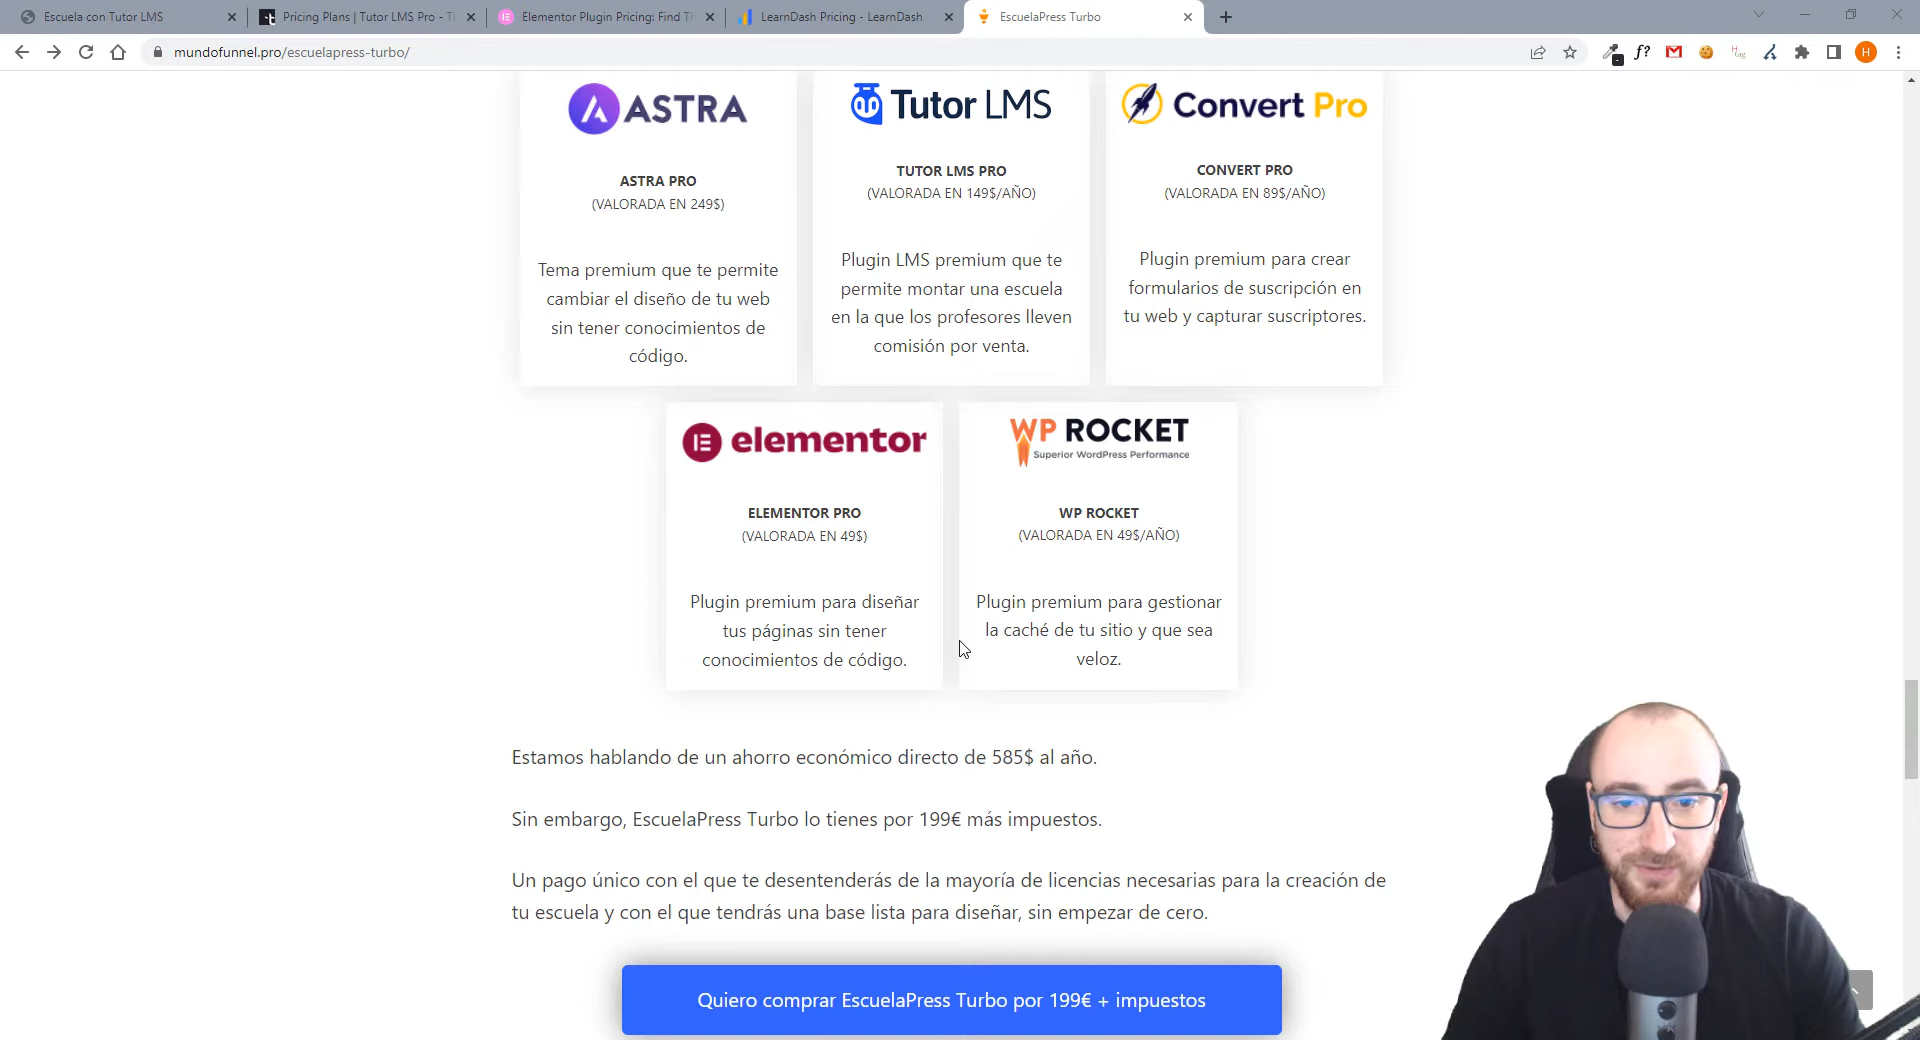 Escuela con Tutor LMS
Pricing Plans | Tutor LMS Pro - Th
Elementor Plugin Pricing: Find Th
LearnDash Pricing - LearnDash
EscuelaPress Turbo
mundofunnel.pro/escuelapress-turbo/
f?
H
ASTRA
ASTRA PRO
(VALORADA EN 249$)
Tema premium que te permite
cambiar el diseño de tu web
sin tener conocimientos de
código.
Tutor LMS
TUTOR LMS PRO
(VALORADA EN 149$/AÑO)
Plugin LMS premium que te
permite montar una escuela
en la que los profesores lleven
comisión por venta.
Convert Pro
CONVERT PRO
(VALORADA EN 89$/AÑO)
Plugin premium para crear
formularios de suscripción en
tu web y capturar suscriptores.
elementor
ELEMENTOR PRO
(VALORADA EN 49$)
Plugin premium para diseñar
tus páginas sin tener
conocimientos de código.
WP ROCKET
Superior WordPress Performance
WP ROCKET
(VALORADA EN 49$/AÑO)
Plugin premium para gestionar
la caché de tu sitio y que sea
veloz.
Estamos hablando de un ahorro económico directo de 585$ al año.
Sin embargo, EscuelaPress Turbo lo tienes por 199€ más impuestos.
Un pago único con el que te desentenderás de la mayoría de licencias necesarias para la creación de
tu escuela y con el que tendrás una base lista para diseñar, sin empezar de cero.
Quiero comprar EscuelaPress Turbo por 199€ + impuestos